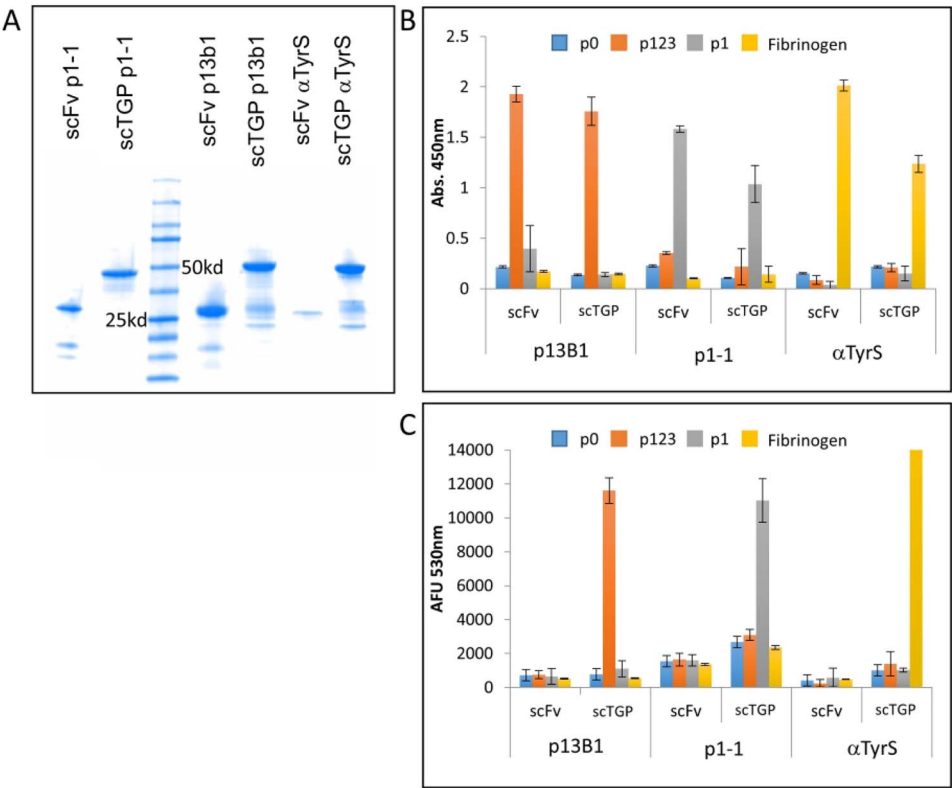 A
scFv p1-1
scTGP p1-1
scFv p13b1
scTGP p13b1
scFv αTyrS
scTGP αTyrS
50kd
25kd
B
p0 p123 p1 Fibrinogen
Abs. 450nm
2.5
2
1.5
1
0.5
0
scFv scTGP scFv scTGP scFv scTGP
p13B1 p1-1 αTyrS
C
p0 p123 p1 Fibrinogen
AFU 530nm
14000
12000
10000
8000
6000
4000
2000
0
scFv scTGP scFv scTGP scFv scTGP
p13B1 p1-1 αTyrS